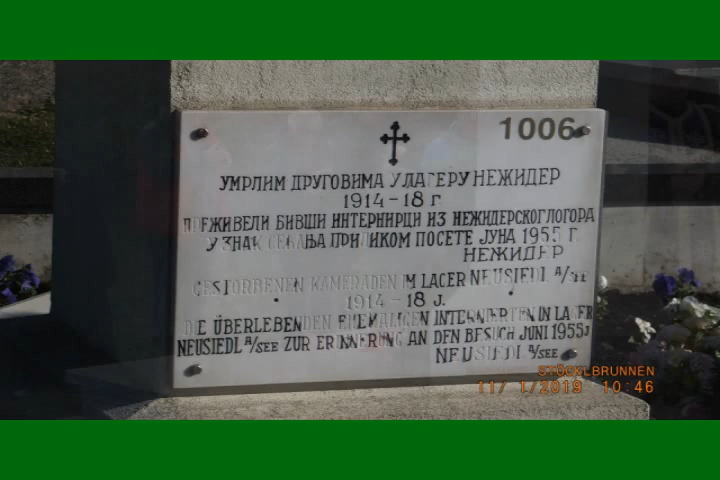 1006
УМРЛИМ ДРУГОВИМА У ЛАГЕРУ НЕЖИДЕР
1914-18 Г
ПРЕЖИВЕЛИ БИВШИ ИНТЕРНИРЦИ ИЗ НЕЖИДЕРСКОГ ЛОГОРА
У ЗНАК СЕЋАЊА ПРИЛИКОМ ПОСЕТЕ ЈУНА 1955 Г.
НЕЖИДЕР
GESTORBENEN KAMERADEN IM LAGER NEUSIEDL A/SEE
1914-18 J.
DIE ÜBERLEBENDEN EHEMALIGEN INTERNIERTEN IN LAGER
NEUSIEDL A/SEE ZUR ERINNERUNG AN DEN BESUCH JUNI 1955 J
NEUSIEDL A/SEE
STÖCKLBRUNNEN
11/ 1/2019 10:46